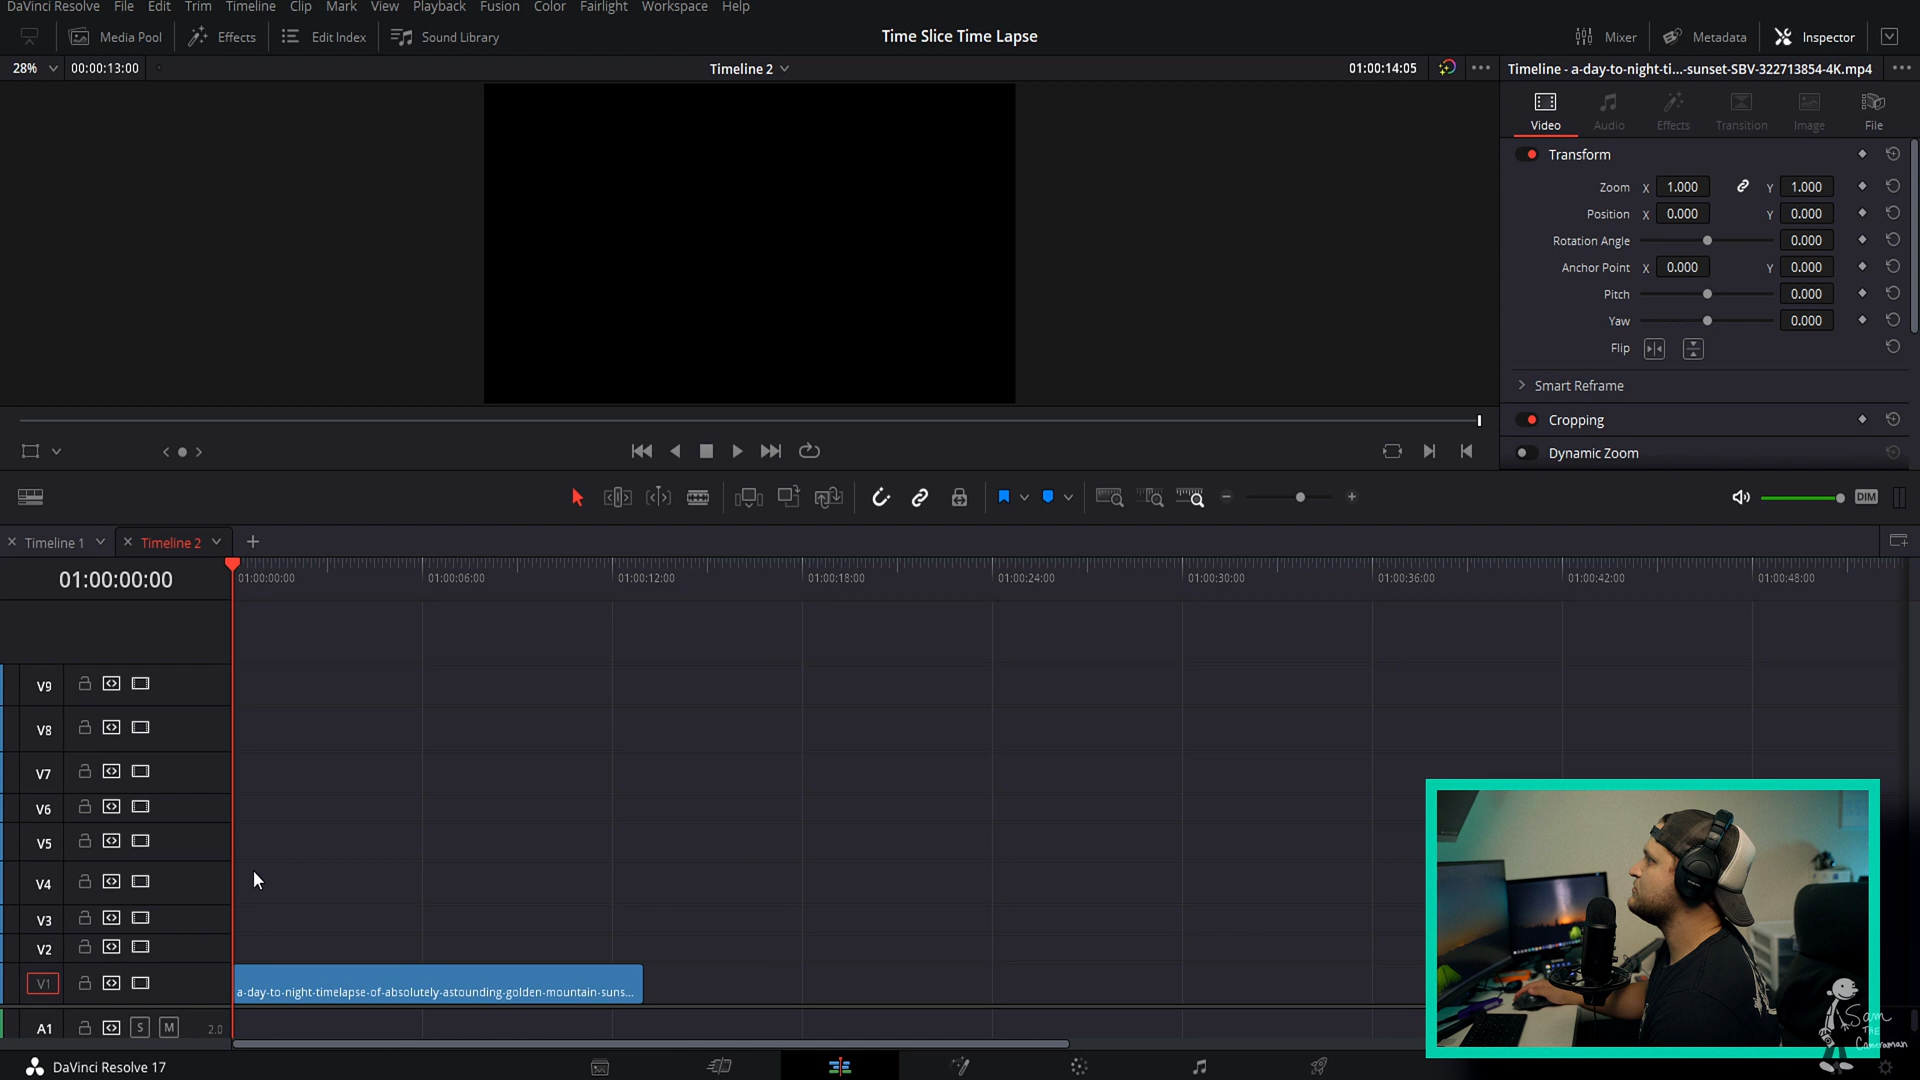 DaVinci Resolve File Edit Trim Timeline Clip Mark View Playback Fusion Color Fairlight Workspace Help
Media Pool Effects Edit Index Sound Library Time Slice Time Lapse Mixer Metadata Inspector
28% 00:00:13:00 Timeline 2 01:00:14:05 Timeline - a-day-to-night-ti...-sunset-SBV-322713854-4K.mp4
Video Audio Effects Transition Image File
Transform
Zoom X 1.000 Y 1.000
Position X 0.000 Y 0.000
Rotation Angle 0.000
Anchor Point X 0.000 Y 0.000
Pitch 0.000
Yaw 0.000
Flip
Smart Reframe
Cropping
Dynamic Zoom
DIM
Timeline 1 Timeline 2
01:00:00:00 01:00:00:00 01:00:06:00 01:00:12:00 01:00:18:00 01:00:24:00 01:00:30:00 01:00:36:00 01:00:42:00 01:00:48:00
V9
V8
V7
V6
V5
V4
V3
V2
V1
a-day-to-night-timelapse-of-absolutely-astounding-golden-mountain-suns...
A1 S M 2.0
Sam
THE
Cameraman
DaVinci Resolve 17